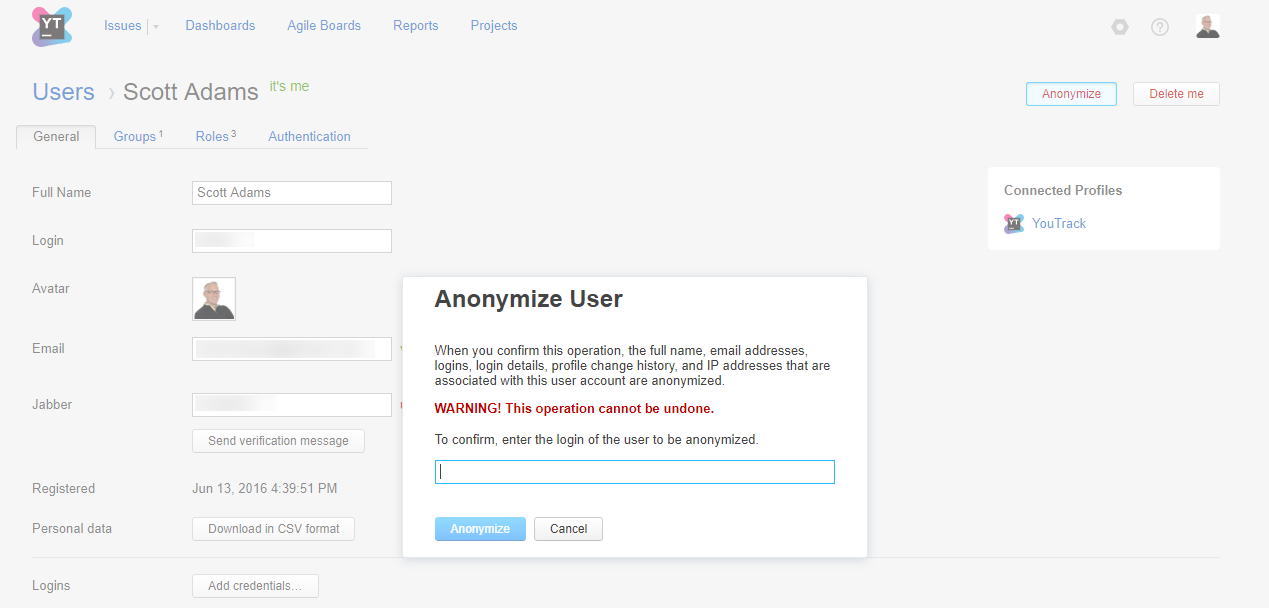 YT
Issues
Dashboards
Agile Boards
Reports
Projects
Users › Scott Adams it's me
Anonymize
Delete me
General
Groups 1
Roles 3
Authentication
Full Name
Scott Adams
Connected Profiles
YT YouTrack
Login
Avatar
Email
Jabber
Send verification message
Registered
Jun 13, 2016 4:39:51 PM
Personal data
Download in CSV format
Logins
Add credentials...
Anonymize User
When you confirm this operation, the full name, email addresses,
logins, login details, profile change history, and IP addresses that are
associated with this user account are anonymized.
WARNING! This operation cannot be undone.
To confirm, enter the login of the user to be anonymized.
Anonymize
Cancel